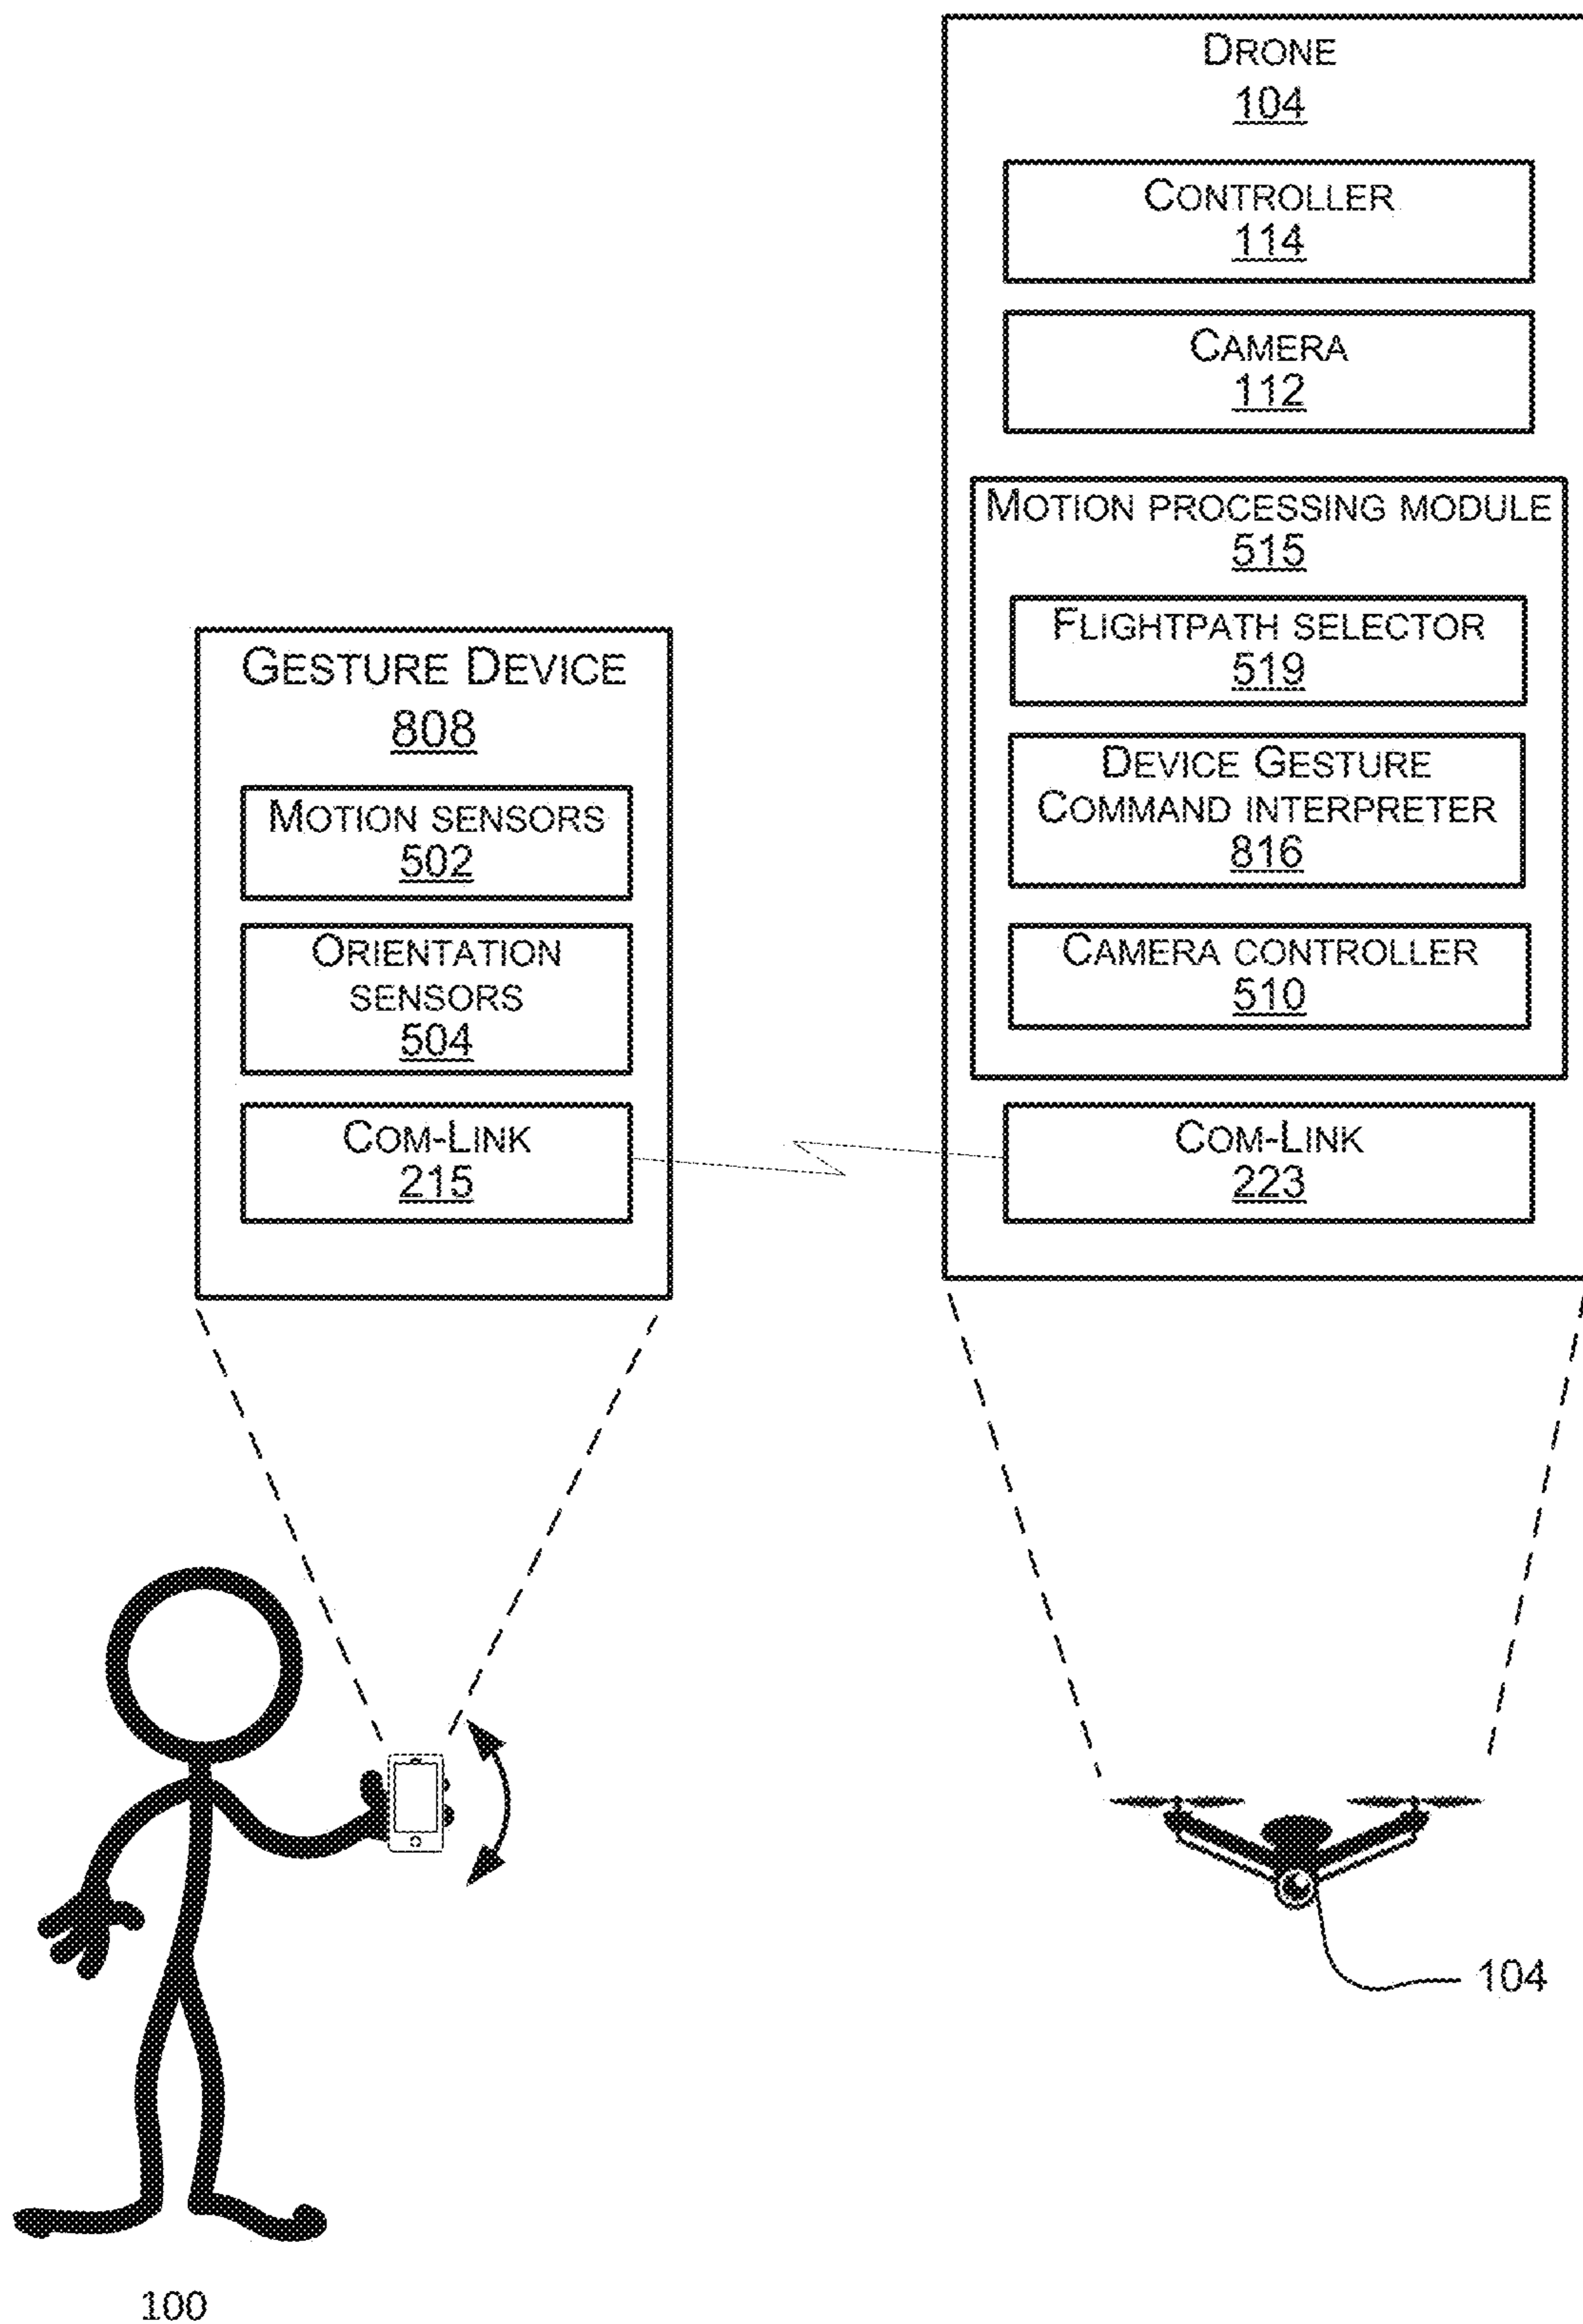 DRONE
104
CONTROLLER
114
CAMERA
112
MOTION PROCESSING MODULE
515
FLIGHTPATH SELECTOR
519
DEVICE GESTURE
COMMAND INTERPRETER
816
CAMERA CONTROLLER
510
COM-LINK
223
GESTURE DEVICE
808
MOTION SENSORS
502
ORIENTATION
SENSORS
504
COM-LINK
215
104
100